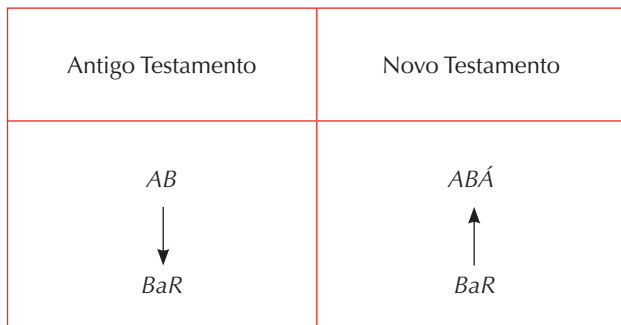 Antigo Testamento
Novo Testamento
AB
ABÁ
BaR
BaR